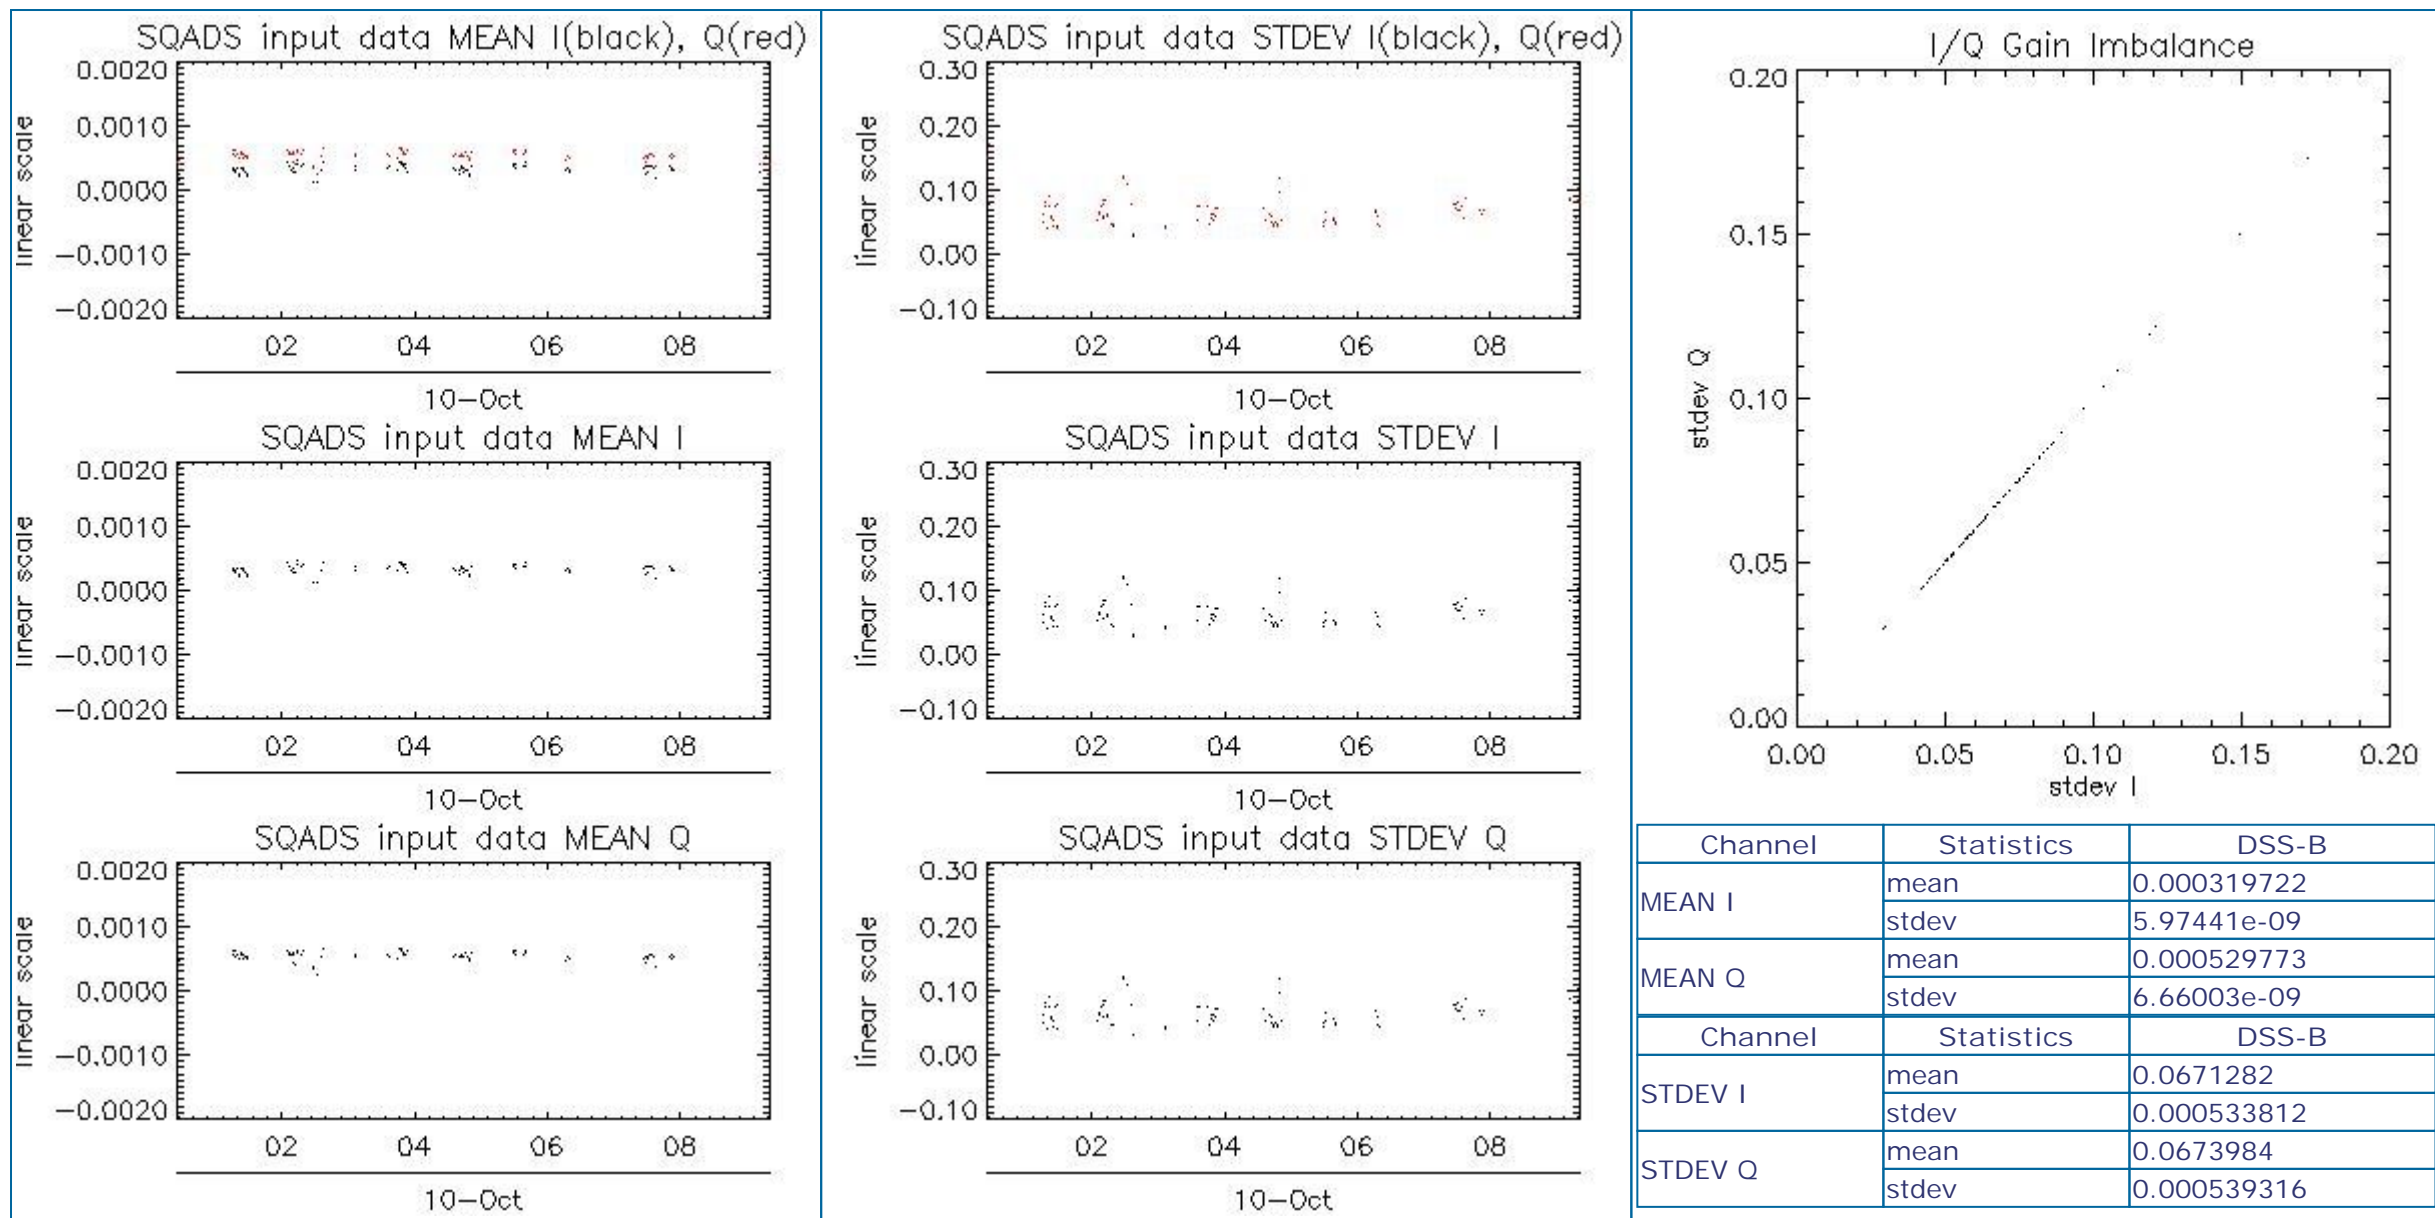 SQADS input data MEAN I(black), Q(red)
0.0020
0.0010
0.0000
−0.0010
−0.0020
linear scale
02 04 06 08
10−Oct
SQADS input data MEAN I
0.0020
0.0010
0.0000
−0.0010
−0.0020
linear scale
02 04 06 08
10−Oct
SQADS input data MEAN Q
0.0020
0.0010
0.0000
−0.0010
−0.0020
linear scale
02 04 06 08
10−Oct
SQADS input data STDEV I(black), Q(red)
0.30
0.20
0.10
0.00
−0.10
linear scale
02 04 06 08
10−Oct
SQADS input data STDEV I
0.30
0.20
0.10
0.00
−0.10
linear scale
02 04 06 08
10−Oct
SQADS input data STDEV Q
0.30
0.20
0.10
0.00
−0.10
linear scale
02 04 06 08
10−Oct
I/Q Gain Imbalance
0.20
0.15
0.10
0.05
0.00
stdev Q
0.00 0.05 0.10 0.15 0.20
stdev I
Channel Statistics DSS-B
MEAN I
mean 0.000319722
stdev 5.97441e-09
MEAN Q
mean 0.000529773
stdev 6.66003e-09
Channel Statistics DSS-B
STDEV I
mean 0.0671282
stdev 0.000533812
STDEV Q
mean 0.0673984
stdev 0.000539316